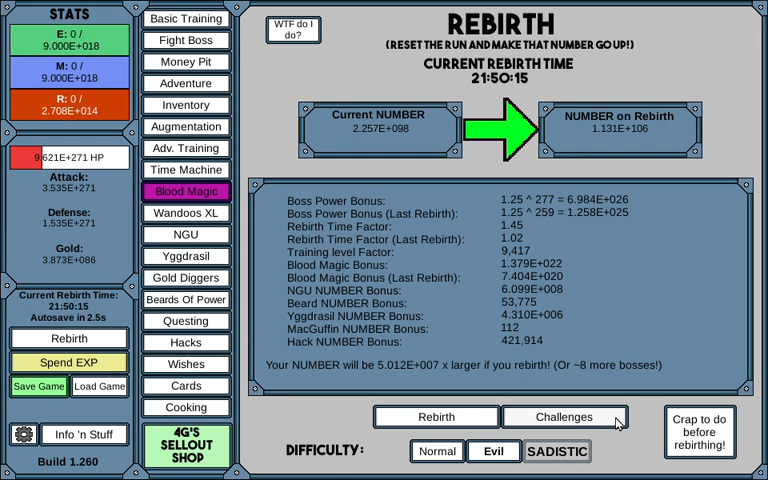 STATS
E: 0 /
9.000E+018
M: 0 /
9.000E+018
R: 0 /
2.708E+014
9.621E+271 HP
Attack:
3.535E+271
Defense:
1.535E+271
Gold:
3.873E+086
Current Rebirth Time:
21:50:15
Autosave in 2.5s
Rebirth
Spend EXP
Save Game
Load Game
Info 'n Stuff
Build 1.260
Basic Training
Fight Boss
Money Pit
Adventure
Inventory
Augmentation
Adv. Training
Time Machine
Blood Magic
Wandoos XL
NGU
Yggdrasil
Gold Diggers
Beards Of Power
Questing
Hacks
Wishes
Cards
Cooking
4G'S
SELLOUT
SHOP
WTF do I
do?
REBIRTH
(RESET THE RUN AND MAKE THAT NUMBER GO UP!)
CURRENT REBIRTH TIME
21:50:15
Current NUMBER
2.257E+098
NUMBER on Rebirth
1.131E+106
Boss Power Bonus: 1.25 ^ 277 = 6.984E+026
Boss Power Bonus (Last Rebirth): 1.25 ^ 259 = 1.258E+025
Rebirth Time Factor: 1.45
Rebirth Time Factor (Last Rebirth): 1.02
Training level Factor: 9,417
Blood Magic Bonus: 1.379E+022
Blood Magic Bonus (Last Rebirth): 7.404E+020
NGU NUMBER Bonus: 6.099E+008
Beard NUMBER Bonus: 53,775
Yggdrasil NUMBER Bonus: 4.310E+006
MacGuffin NUMBER Bonus: 112
Hack NUMBER Bonus: 421,914
Your NUMBER will be 5.012E+007 x larger if you rebirth! (Or ~8 more bosses!)
Rebirth
Challenges
Crap to do
before
rebirthing!
DIFFICULTY:
Normal
Evil
SADISTIC